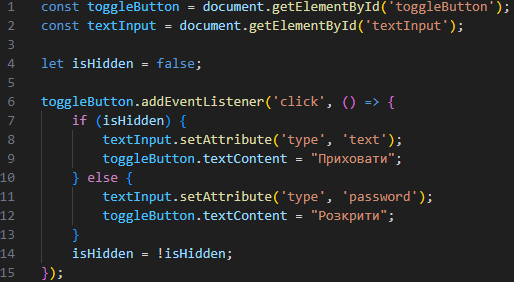 1 const toggleButton = document.getElementById('toggleButton');
2 const textInput = document.getElementById('textInput');
3
4 let isHidden = false;
5
6 toggleButton.addEventListener('click', () => {
7     if (isHidden) {
8         textInput.setAttribute('type', 'text');
9         toggleButton.textContent = "Приховати";
10     } else {
11         textInput.setAttribute('type', 'password');
12         toggleButton.textContent = "Розкрити";
13     }
14     isHidden = !isHidden;
15 });